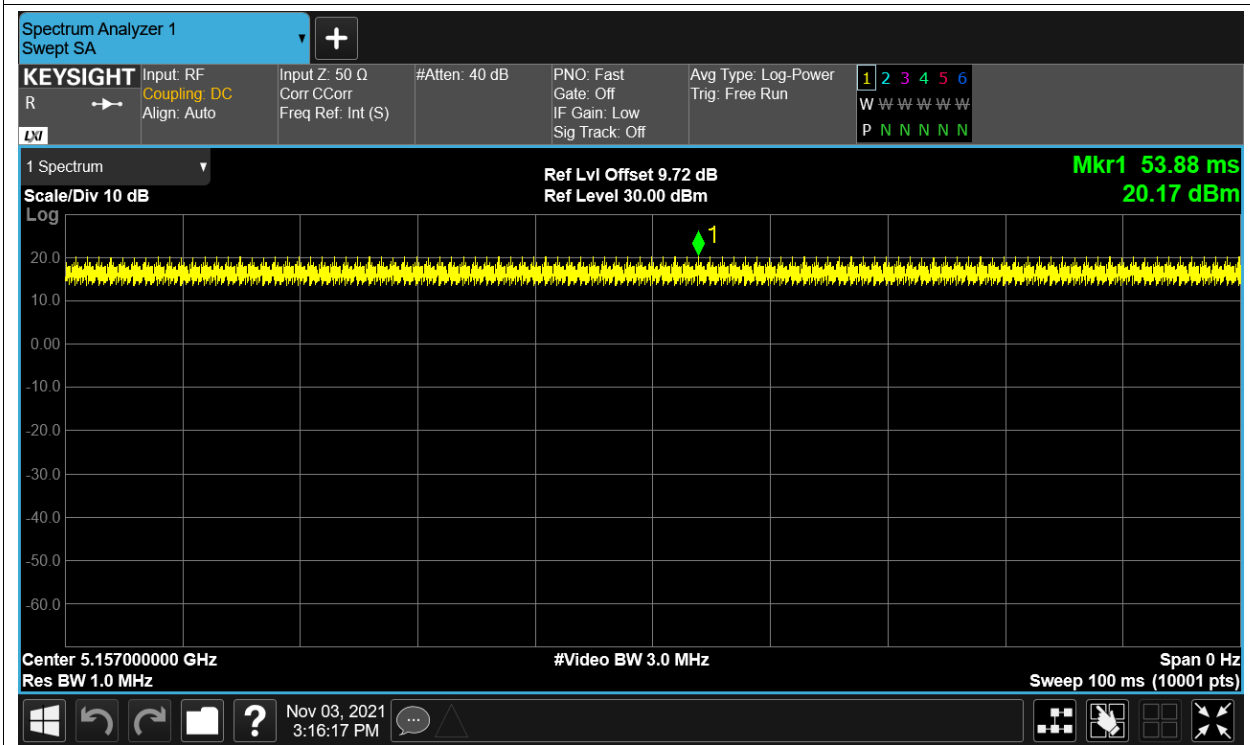 Spectrum Analyzer 1
Swept SA
+
KEYSIGHT
R
LXI
Input: RF
Coupling: DC
Align: Auto
Input Z: 50 Ω
Corr CCorr
Freq Ref: Int (S)
#Atten: 40 dB
PNO: Fast
Gate: Off
IF Gain: Low
Sig Track: Off
Avg Type: Log-Power
Trig: Free Run
1 2 3 4 5 6
W W W W W W
P N N N N N
1 Spectrum
Scale/Div 10 dB
Log
Ref Lvl Offset 9.72 dB
Ref Level 30.00 dBm
Mkr1 53.88 ms
20.17 dBm
1
20.0
10.0
0.00
-10.0
-20.0
-30.0
-40.0
-50.0
-60.0
Center 5.157000000 GHz
Res BW 1.0 MHz
#Video BW 3.0 MHz
Span 0 Hz
Sweep 100 ms (10001 pts)
?
Nov 03, 2021
3:16:17 PM